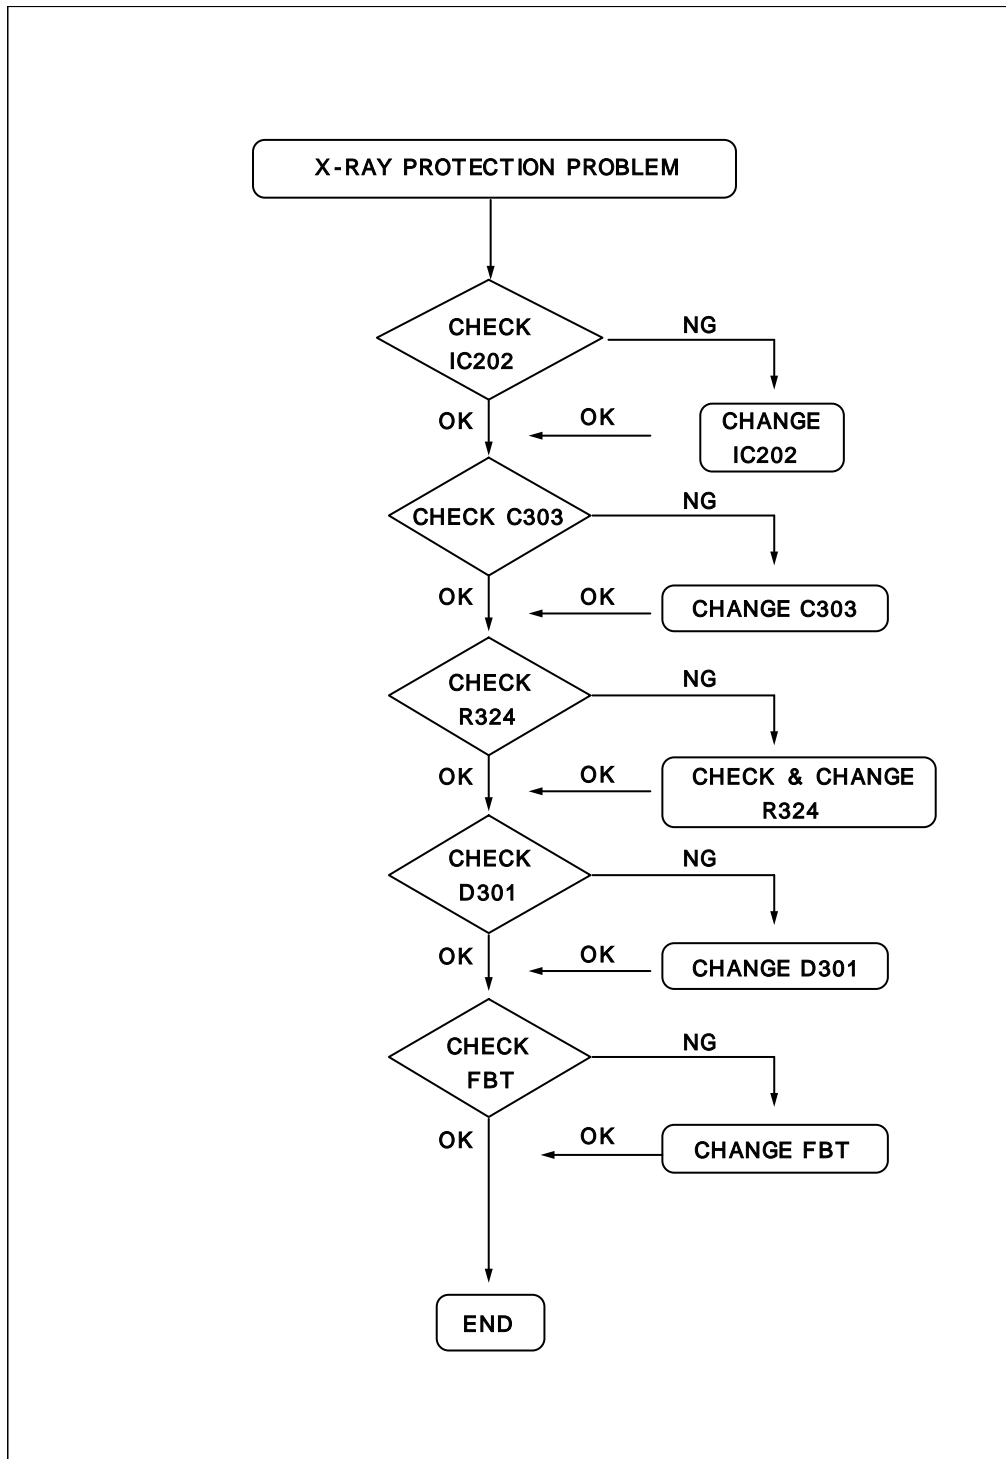 X-RAY PROTECTION PROBLEM
CHECK
IC202
NG
OK
OK
CHANGE
IC202
CHECK C303
NG
OK
OK
CHANGE C303
CHECK
R324
NG
OK
OK
CHECK & CHANGE
R324
CHECK
D301
NG
OK
OK
CHANGE D301
CHECK
FBT
NG
OK
OK
CHANGE FBT
END